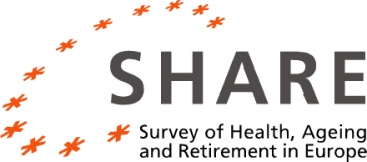 SHARE
Survey of Health, Ageing
and Retirement in Europe